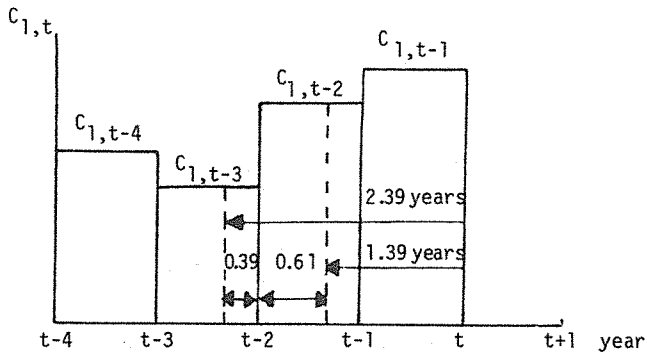 C1,t
C1,t-1
C1,t-2
C1,t-4
C1,t-3
2.39 years
0.39 0.61 1.39 years
t-4 t-3 t-2 t-1 t t+1 year